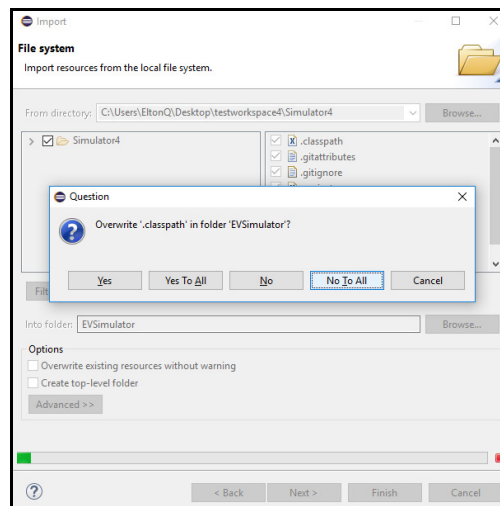 Import
File system
Import resources from the local file system.
From directory: C:\Users\EltonQ\Desktop\testworkspace4\Simulator4 Browse...
Simulator4
.classpath
.gitattributes
.gitignore
Question
Overwrite '.classpath' in folder 'EVSimulator'?
Yes Yes To All No No To All Cancel
Into folder: EVSimulator Browse...
Options
Overwrite existing resources without warning
Create top-level folder
Advanced >>
< Back Next > Finish Cancel